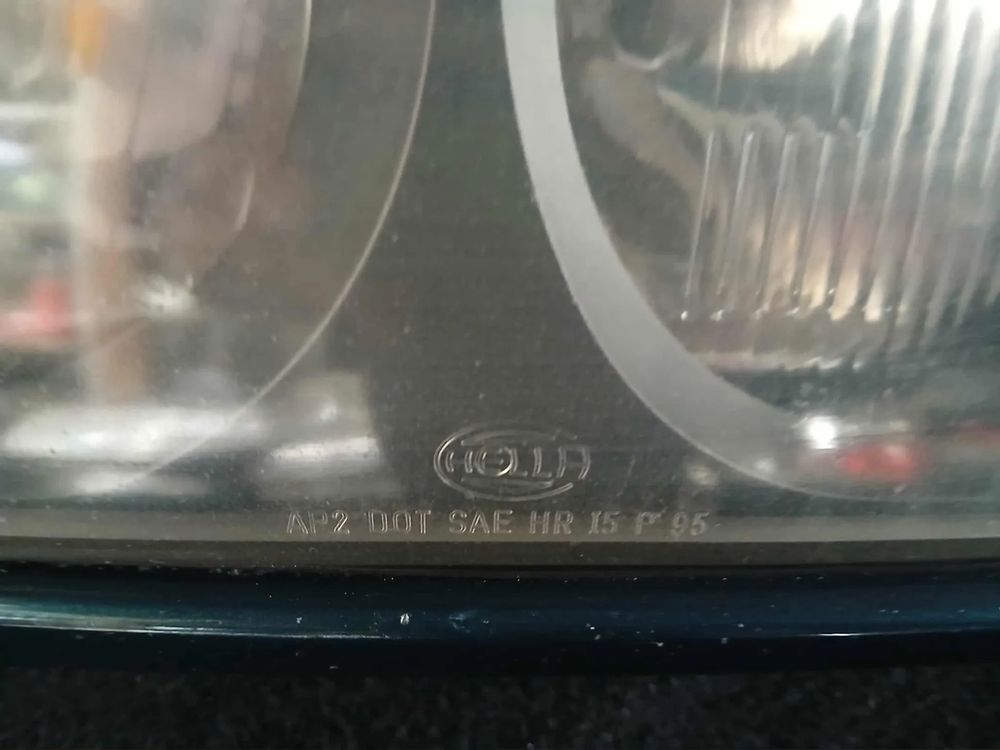 HELLA
AP2 DOT SAE HR I5 P 95